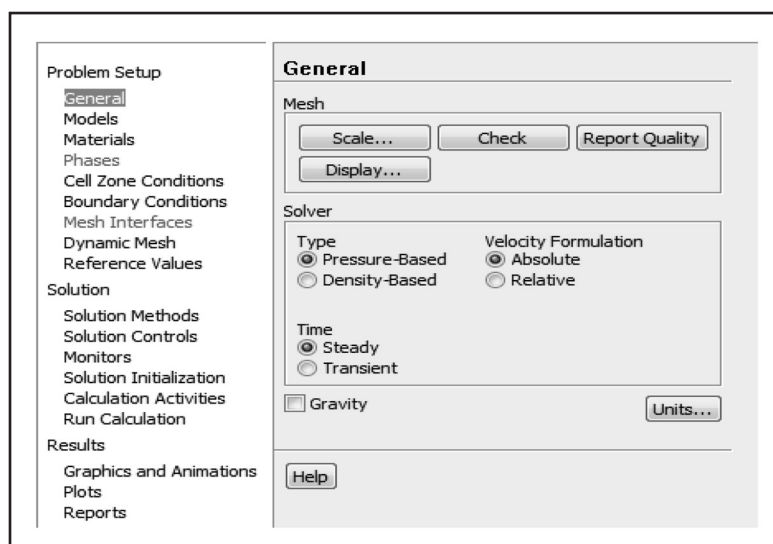 Problem Setup
General
Models
Materials
Phases
Cell Zone Conditions
Boundary Conditions
Mesh Interfaces
Dynamic Mesh
Reference Values
Solution
Solution Methods
Solution Controls
Monitors
Solution Initialization
Calculation Activities
Run Calculation
Results
Graphics and Animations
Plots
Reports
General
Mesh
Scale... Check Report Quality
Display...
Solver
Type Velocity Formulation
Pressure-Based Absolute
Density-Based Relative
Time
Steady
Transient
Gravity Units...
Help